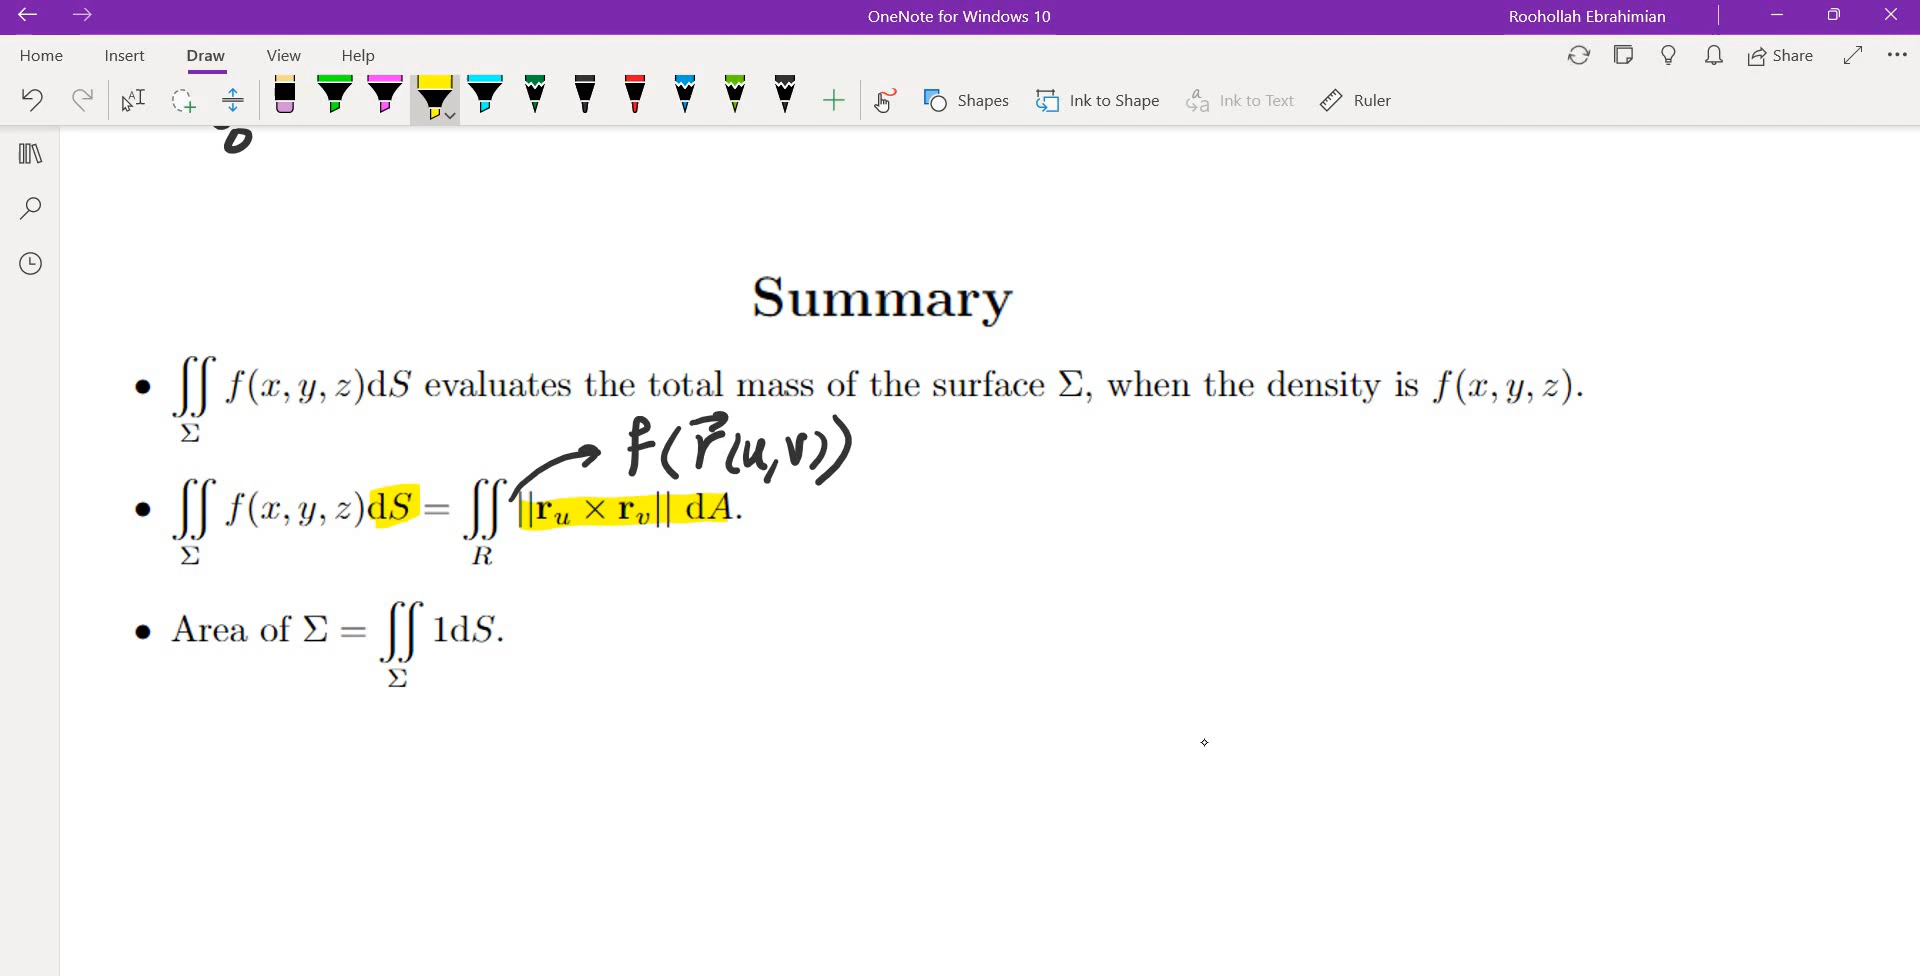 OneNote for Windows 10
Roohollah Ebrahimian
Home Insert Draw View Help
Share
Shapes Ink to Shape Ink to Text Ruler
Summary
• ∬_Σ f(x, y, z)dS evaluates the total mass of the surface Σ, when the density is f(x, y, z).
f(r⃗(u,v))
• ∬_Σ f(x, y, z)dS = ∬_R ||r_u × r_v|| dA.
• Area of Σ = ∬_Σ 1dS.